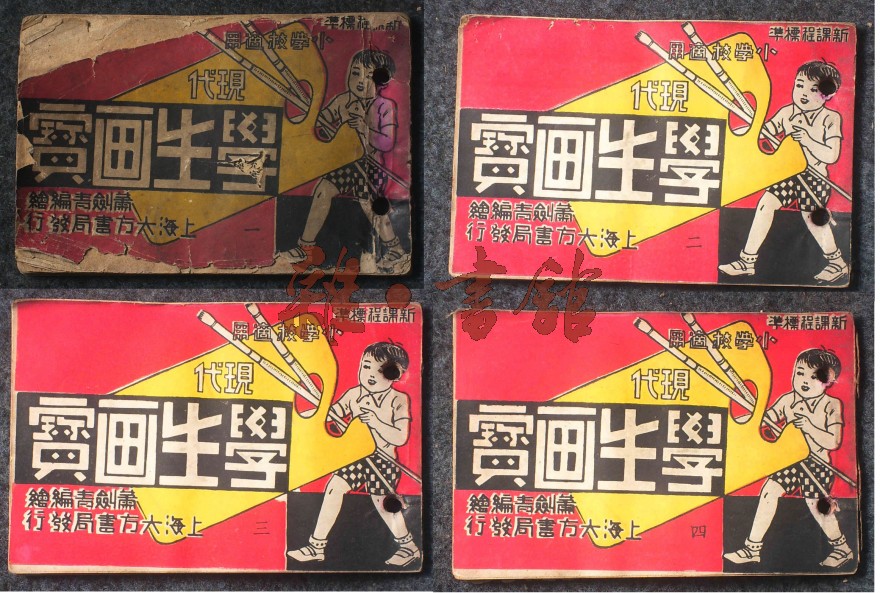 新課程標準
小學校適用
現代
學生畫寶
蕭劍青編繪
上海大方書局發行
一
新課程標準
小學校適用
現代
學生畫寶
蕭劍青編繪
上海大方書局發行
二
雜·書館
新課程標準
小學校適用
現代
學生畫寶
蕭劍青編繪
上海大方書局發行
三
新課程標準
小學校適用
現代
學生畫寶
蕭劍青編繪
上海大方書局發行
四